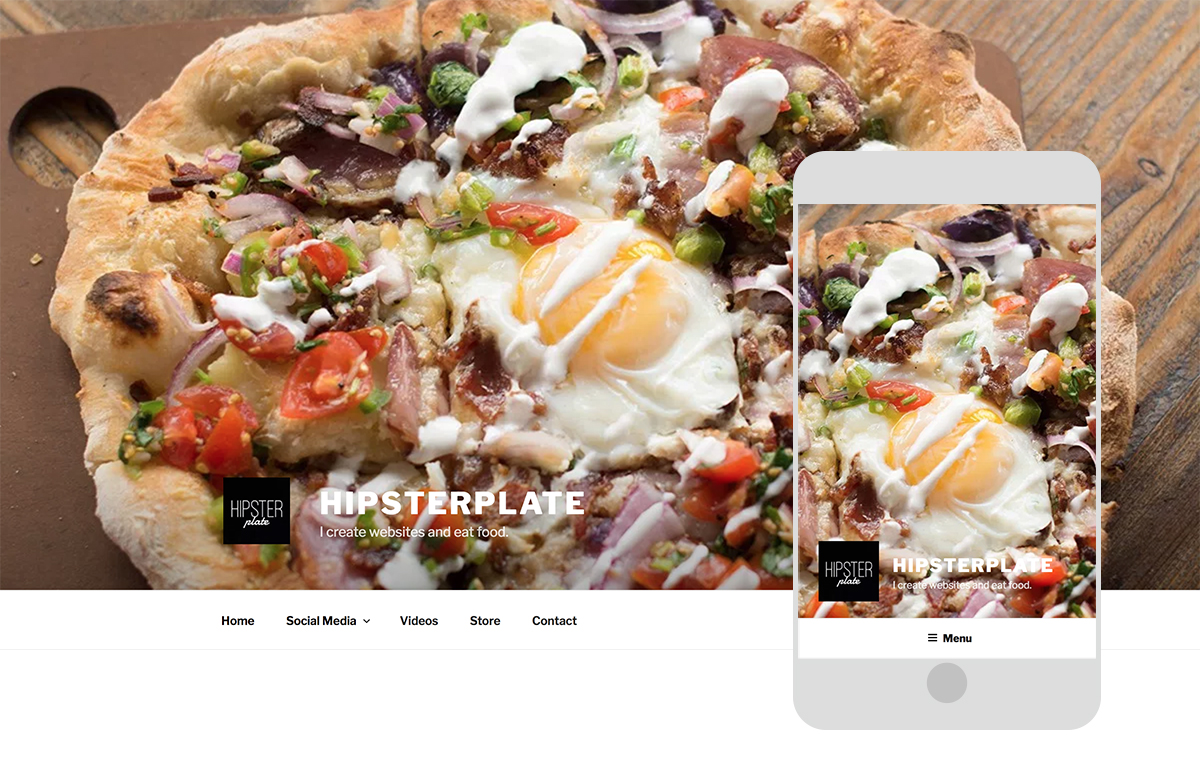 HIPSTER
plate
HIPSTERPLATE
I create websites and eat food.
Home
Social Media
Videos
Store
Contact
HIPSTER
plate
HIPSTERPLATE
I create websites and eat food.
Menu